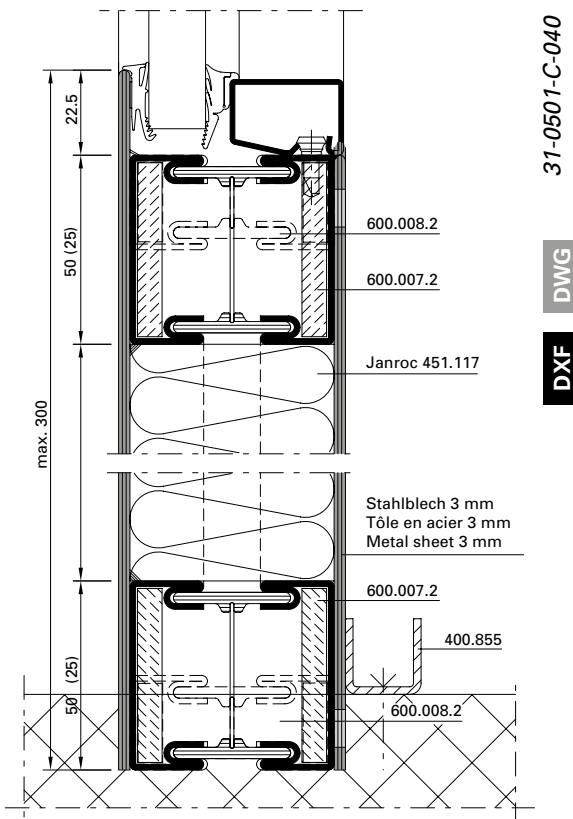 31-0501-C-040
DWG
DXF
22.5
50 (25)
max. 300
50 (25)
600.008.2
600.007.2
Janroc 451.117
Stahlblech 3 mm
Tôle en acier 3 mm
Metal sheet 3 mm
600.007.2
400.855
600.008.2